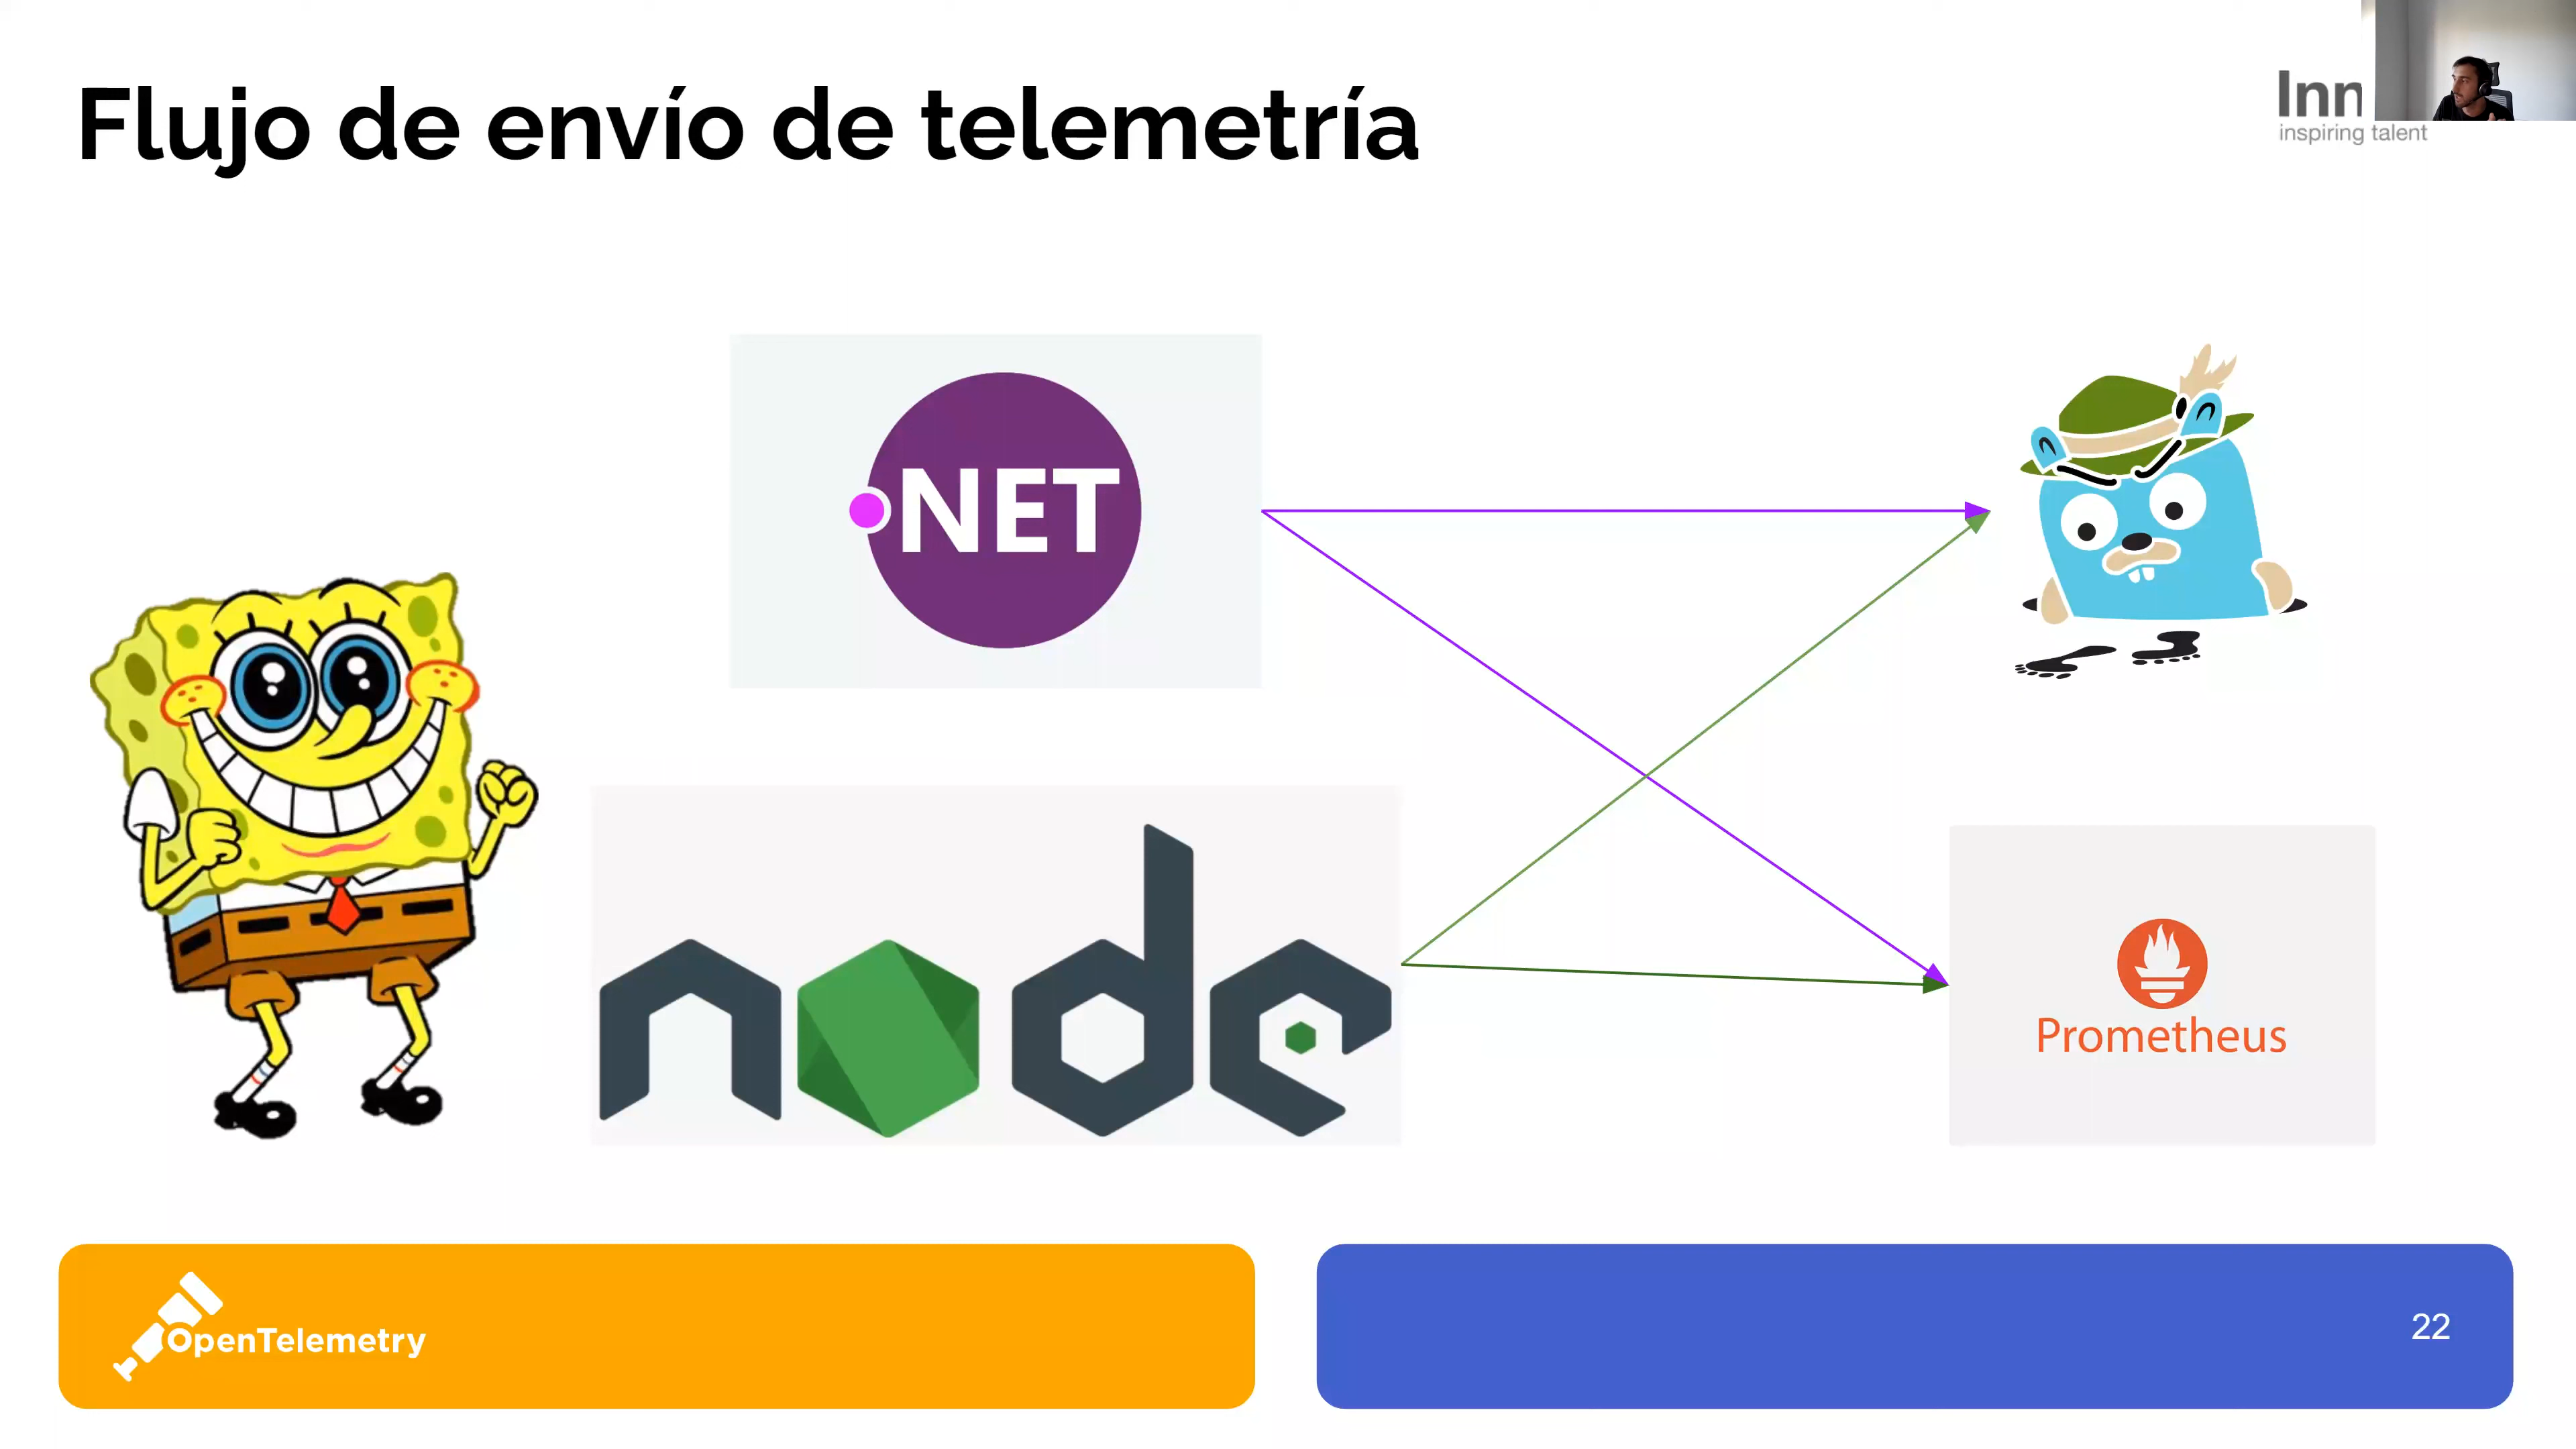 Flujo de envío de telemetría
Inn
inspiring talent
.NET
node
Prometheus
OpenTelemetry
22